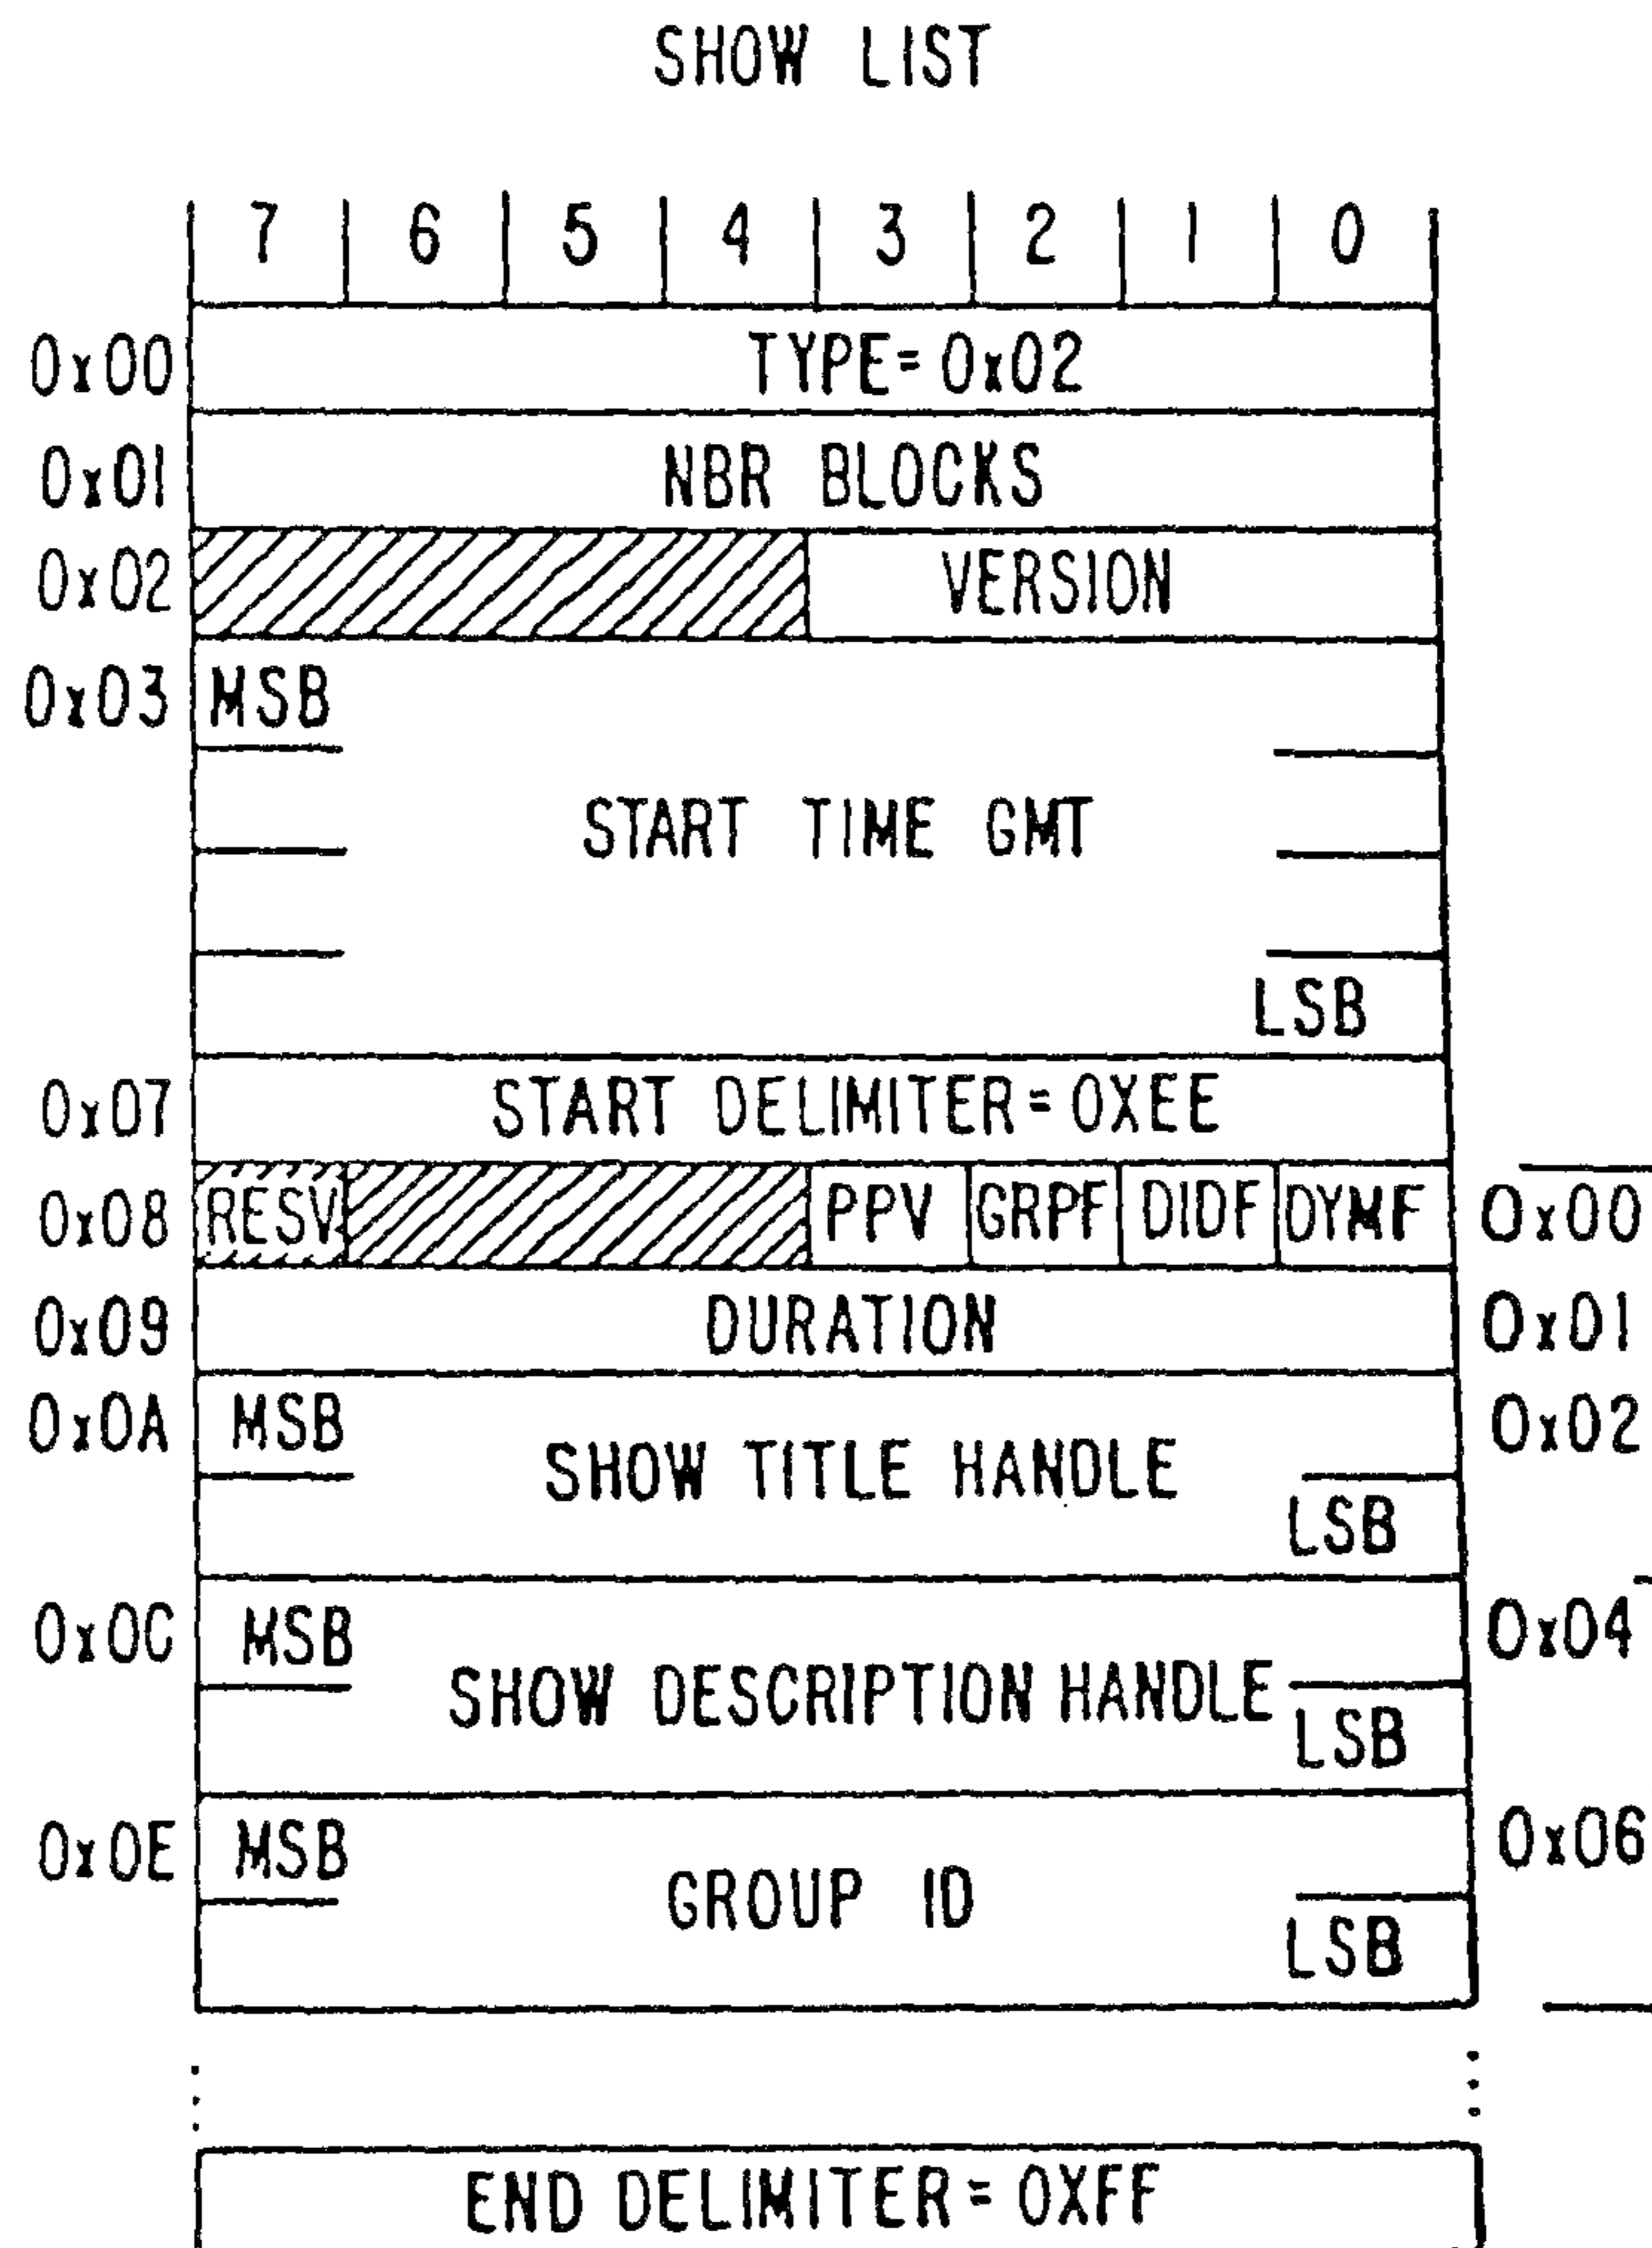 SHOW LIST
7 6 5 4 3 2 1 0
0x00 TYPE= 0x02
0x01 NBR BLOCKS
0x02 VERSION
0x03 MSB
START TIME GMT
LSB
0x07 START DELIMITER= 0XEE
0x08 RESV PPV GRPF DIDF DYMF 0x00
0x09 DURATION 0x01
0x0A MSB 0x02
SHOW TITLE HANDLE
LSB
0x0C MSB 0x04
SHOW DESCRIPTION HANDLE
LSB
0x0E MSB 0x06
GROUP ID
LSB
END DELIMITER= 0XFF